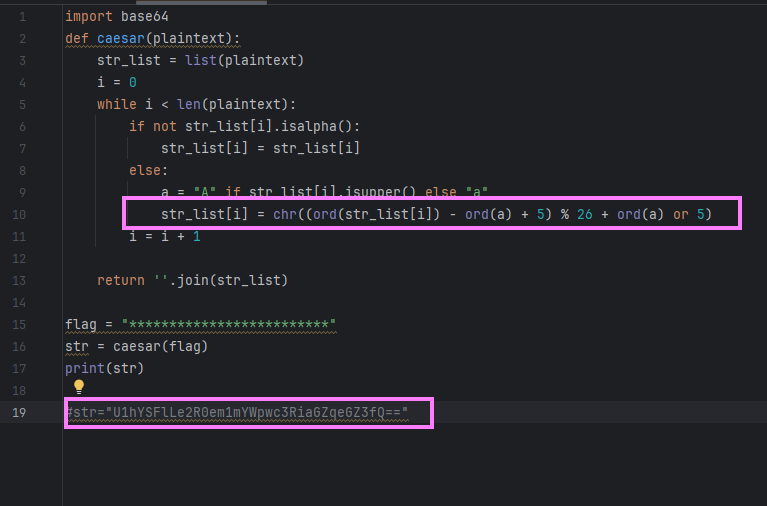 1 import base64
2 def caesar(plaintext):
3 str_list = list(plaintext)
4 i = 0
5 while i < len(plaintext):
6 if not str_list[i].isalpha():
7 str_list[i] = str_list[i]
8 else:
9 a = "A" if str_list[i].isupper() else "a"
10 str_list[i] = chr((ord(str_list[i]) - ord(a) + 5) % 26 + ord(a) or 5)
11 i = i + 1
12
13 return ''.join(str_list)
14
15 flag = "*************************"
16 str = caesar(flag)
17 print(str)
18
19 #str="U1hYSFlLe2R0em1mYWpwc3RiaGZqeGZ3fQ=="